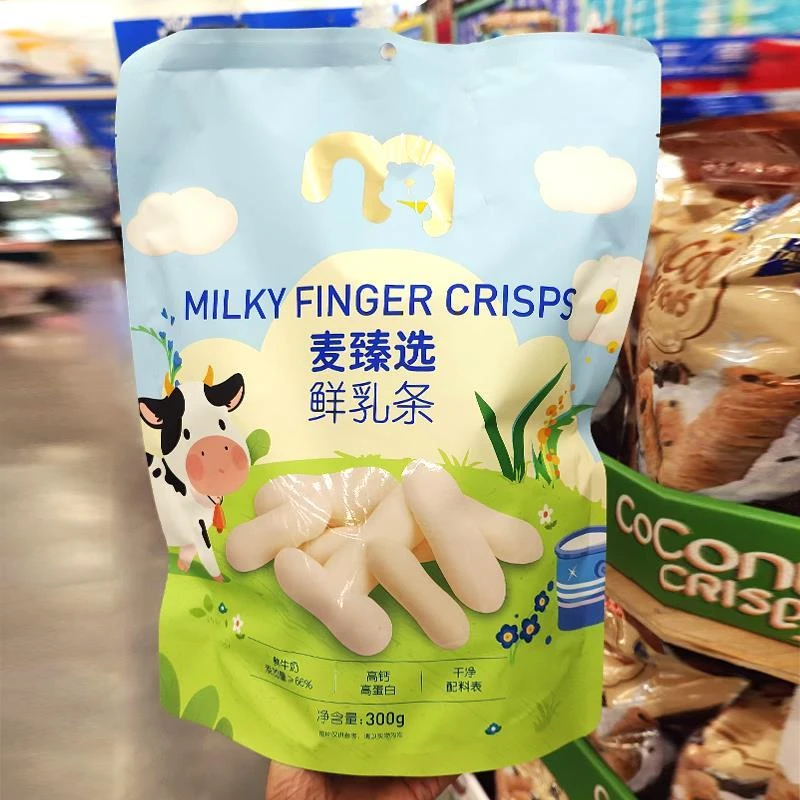 MILKY FINGER CRISPS
麦臻选
鲜乳条
高钙
高蛋白
干净
配料表
净含量: 300g
COCONU
CRISP